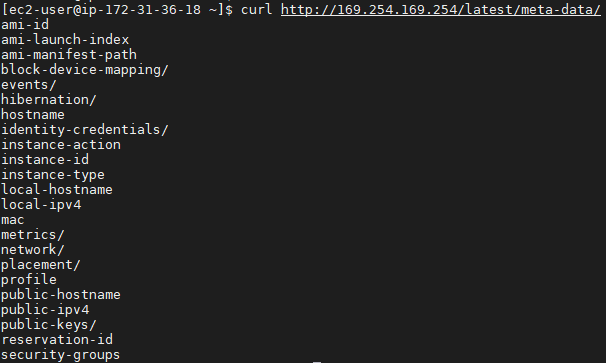 [ec2-user@ip-172-31-36-18 ~]$ curl http://169.254.169.254/latest/meta-data/
ami-id
ami-launch-index
ami-manifest-path
block-device-mapping/
events/
hibernation/
hostname
identity-credentials/
instance-action
instance-id
instance-type
local-hostname
local-ipv4
mac
metrics/
network/
placement/
profile
public-hostname
public-ipv4
public-keys/
reservation-id
security-groups